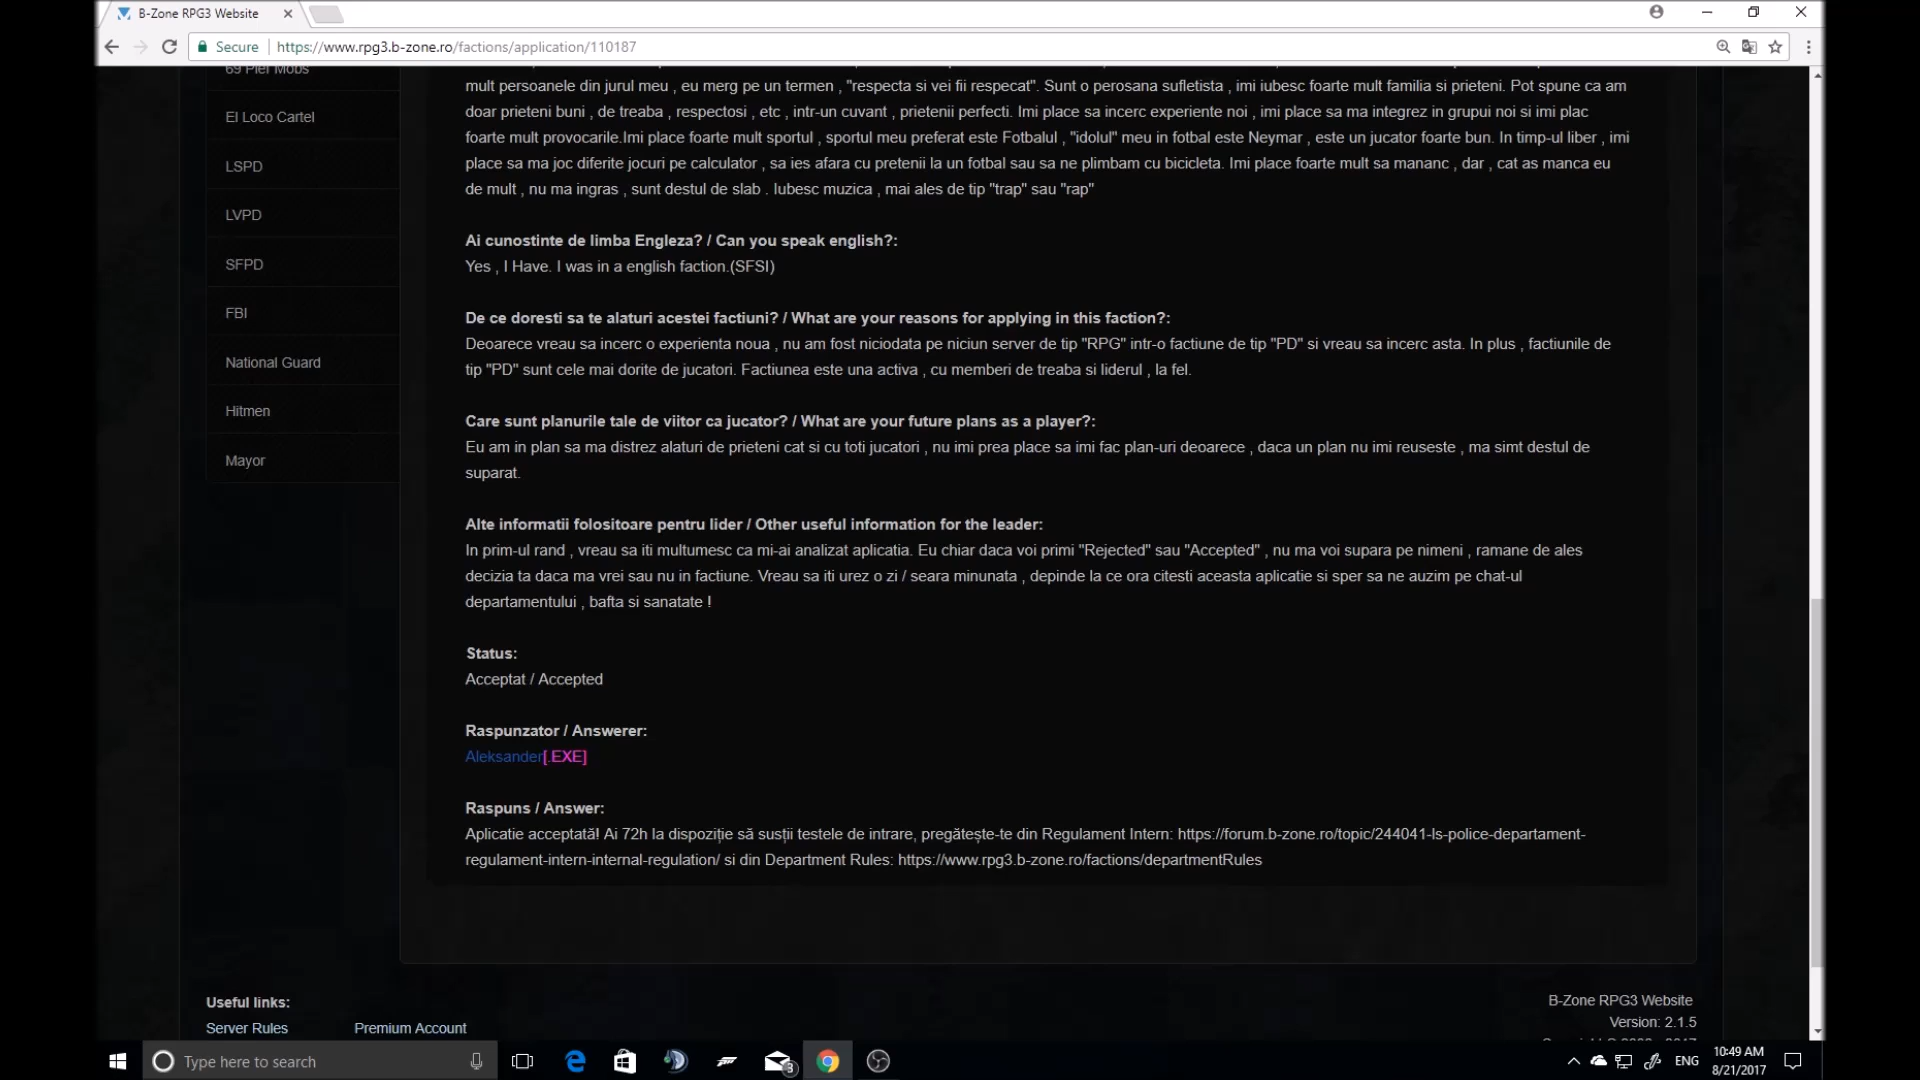 B-Zone RPG3 Website
Secure
https://www.rpg3.b-zone.ro/factions/application/110187
69 Pier Mobs
El Loco Cartel
LSPD
LVPD
SFPD
FBI
National Guard
Hitmen
Mayor
mult persoanele din jurul meu , eu merg pe un termen , "respecta si vei fii respecat". Sunt o perosana sufletista , imi iubesc foarte mult familia si prieteni. Pot spune ca am
doar prieteni buni , de treaba , respectosi , etc , intr-un cuvant , prietenii perfecti. Imi place sa incerc experiente noi , imi place sa ma integrez in grupui noi si imi plac
foarte mult provocarile.Imi place foarte mult sportul , sportul meu preferat este Fotbalul , "idolul" meu in fotbal este Neymar , este un jucator foarte bun. In timp-ul liber , imi
place sa ma joc diferite jocuri pe calculator , sa ies afara cu pretenii la un fotbal sau sa ne plimbam cu bicicleta. Imi place foarte mult sa mananc , dar , cat as manca eu
de mult , nu ma ingras , sunt destul de slab . Iubesc muzica , mai ales de tip "trap" sau "rap"
Ai cunostinte de limba Engleza? / Can you speak english?:
Yes , I Have. I was in a english faction.(SFSI)
De ce doresti sa te alaturi acestei factiuni? / What are your reasons for applying in this faction?:
Deoarece vreau sa incerc o experienta noua , nu am fost niciodata pe niciun server de tip "RPG" intr-o factiune de tip "PD" si vreau sa incerc asta. In plus , factiunile de
tip "PD" sunt cele mai dorite de jucatori. Factiunea este una activa , cu memberi de treaba si liderul , la fel.
Care sunt planurile tale de viitor ca jucator? / What are your future plans as a player?:
Eu am in plan sa ma distrez alaturi de prieteni cat si cu toti jucatori , nu imi prea place sa imi fac plan-uri deoarece , daca un plan nu imi reuseste , ma simt destul de
suparat.
Alte informatii folositoare pentru lider / Other useful information for the leader:
In prim-ul rand , vreau sa iti multumesc ca mi-ai analizat aplicatia. Eu chiar daca voi primi "Rejected" sau "Accepted" , nu ma voi supara pe nimeni , ramane de ales
decizia ta daca ma vrei sau nu in factiune. Vreau sa iti urez o zi / seara minunata , depinde la ce ora citesti aceasta aplicatie si sper sa ne auzim pe chat-ul
departamentului , bafta si sanatate !
Status:
Acceptat / Accepted
Raspunzator / Answerer:
Aleksander[.EXE]
Raspuns / Answer:
Aplicatie acceptată! Ai 72h la dispoziție să susții testele de intrare, pregătește-te din Regulament Intern: https://forum.b-zone.ro/topic/244041-ls-police-departament-
regulament-intern-internal-regulation/ si din Department Rules: https://www.rpg3.b-zone.ro/factions/departmentRules
Useful links:
Server Rules
Premium Account
B-Zone RPG3 Website
Version: 2.1.5
Type here to search
3
ENG
10:49 AM
8/21/2017